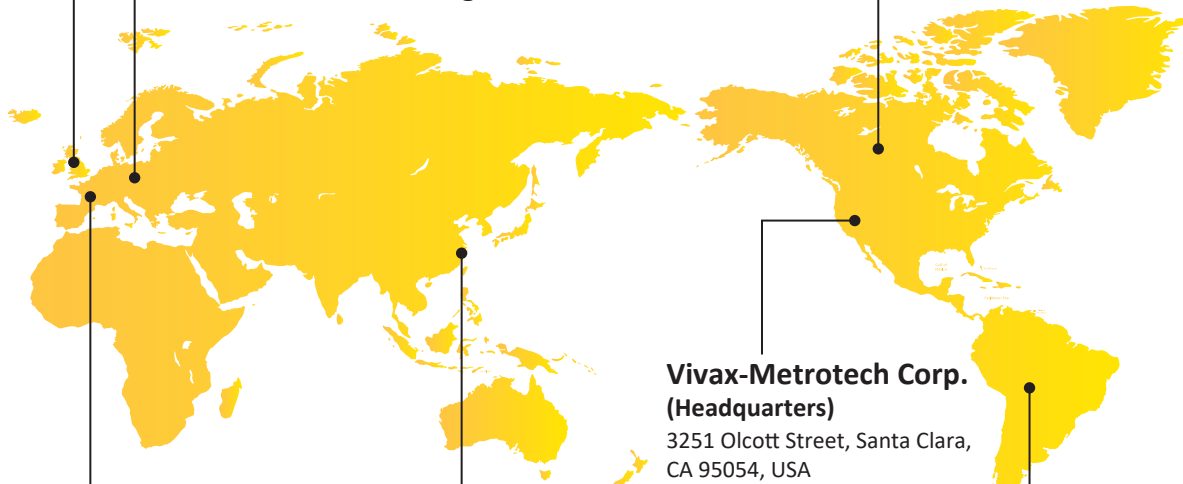 Vivax-Metrotech Corp.
(Headquarters)
3251 Olcott Street, Santa Clara,
CA 95054, USA